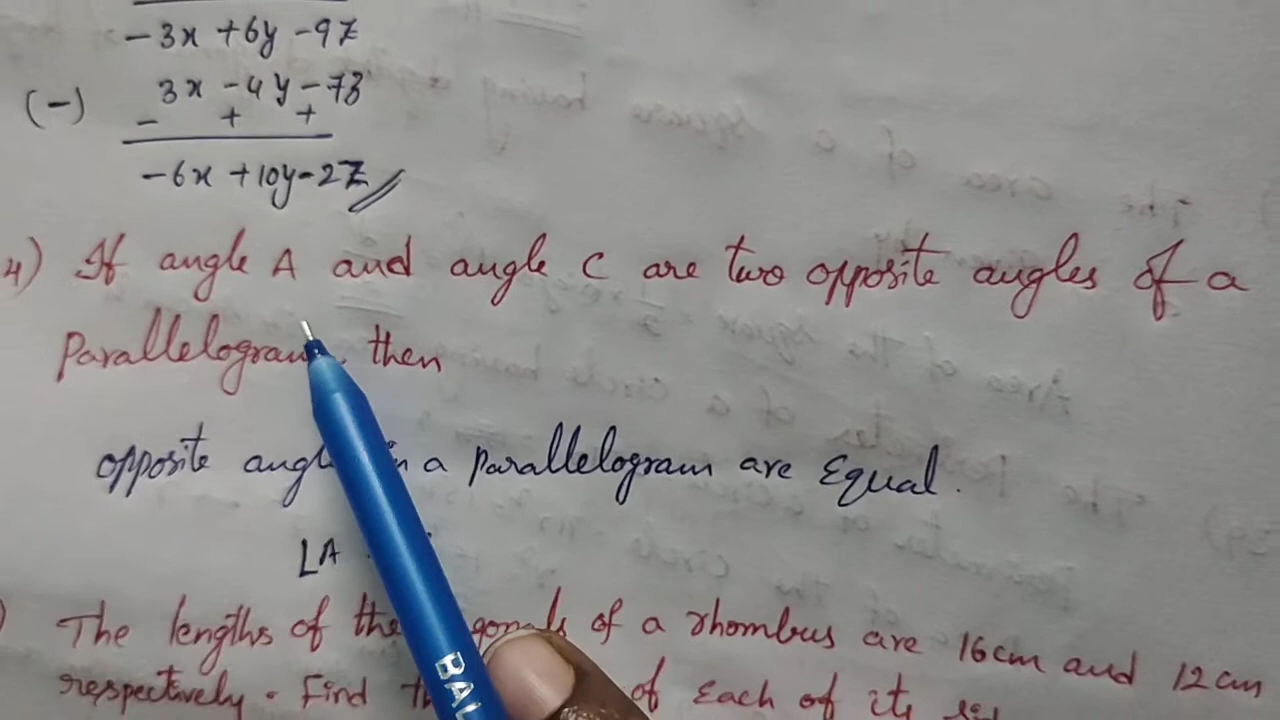 -3x +6y -9z
(-) 3x -4y -7z
- + +
-6x +10y -2z //
4) If angle A and angle C are two opposite angles of a
Parallelogram then
opposite in a parallelogram are Equal.
∠A
) The lengths of the of a rhombus are 16cm and 12cm
respectively. Find of Each of its
BAL